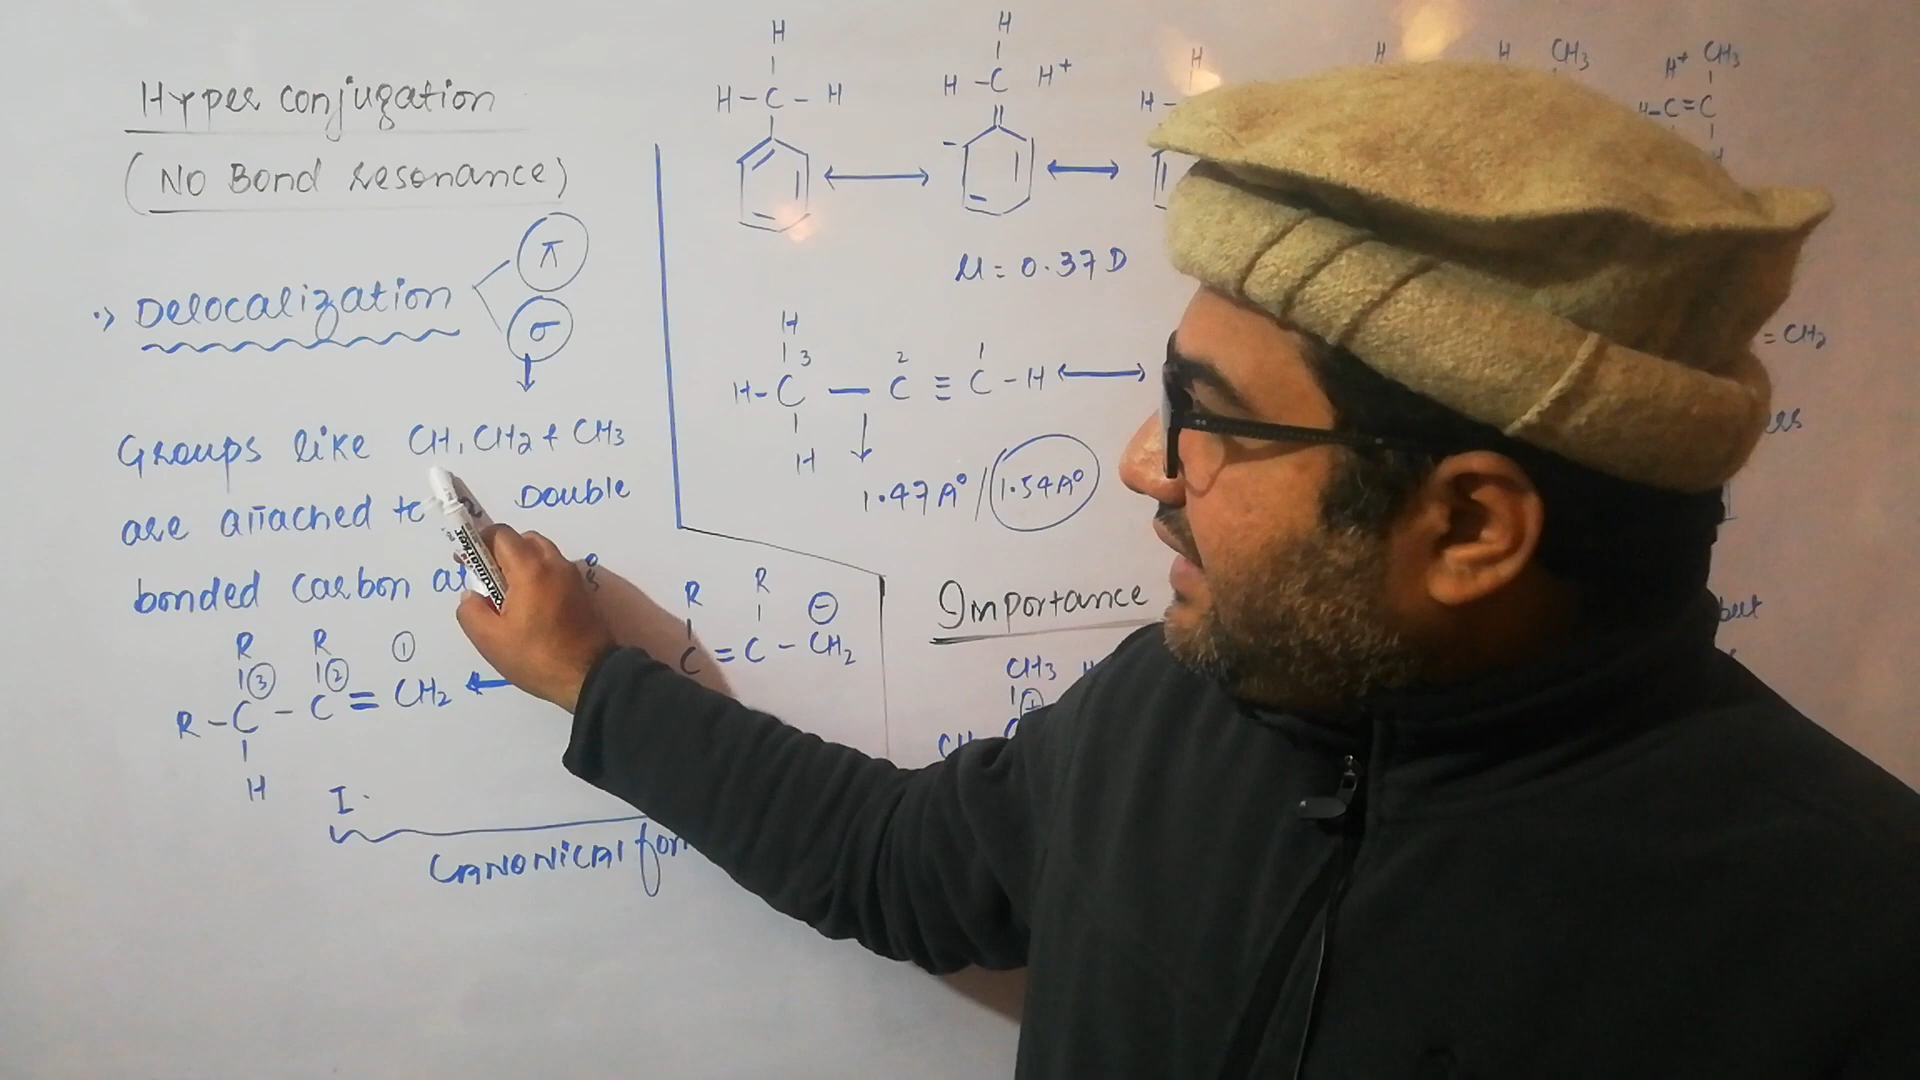 Hyper conjugation
(No Bond resonance)
Delocalization
π
σ
Groups like CH, CH2 + CH3
are attached to Double
bonded carbon at
R R 1
3 2
R-C-C=CH2
H
I.
CANONICAL for
H
H-C-H
H
H-C H+
H
H-
H
H CH3
H+ CH3
H-C=C
H
μ = 0.37 D
H
3 2 1
H-C-C≡C-H
H
1.47 A° / 1.54 A°
=CH2
R R ⊖
C=C-CH2
Importance
CH3 H
+
CH C